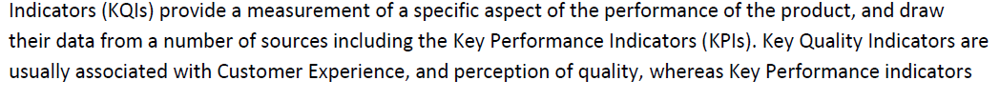 Indicators (KQIs) provide a measurement of a specific aspect of the performance of the product, and draw
their data from a number of sources including the Key Performance Indicators (KPIs). Key Quality Indicators are
usually associated with Customer Experience, and perception of quality, whereas Key Performance indicators